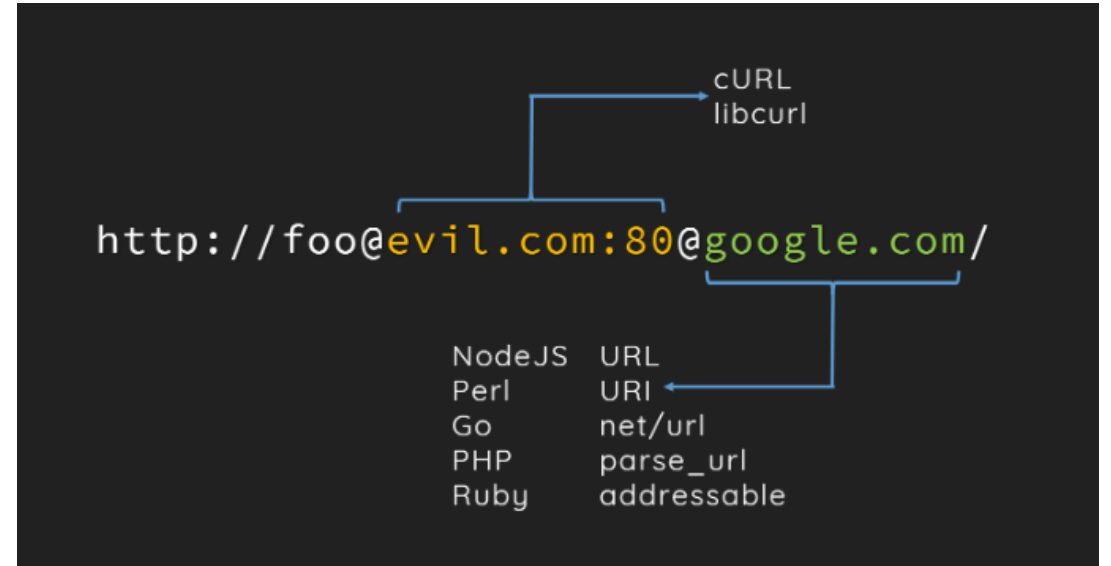 cURL
libcurl
http://foo@evil.com:80@google.com/
NodeJS URL
Perl URI
Go net/url
PHP parse_url
Ruby addressable